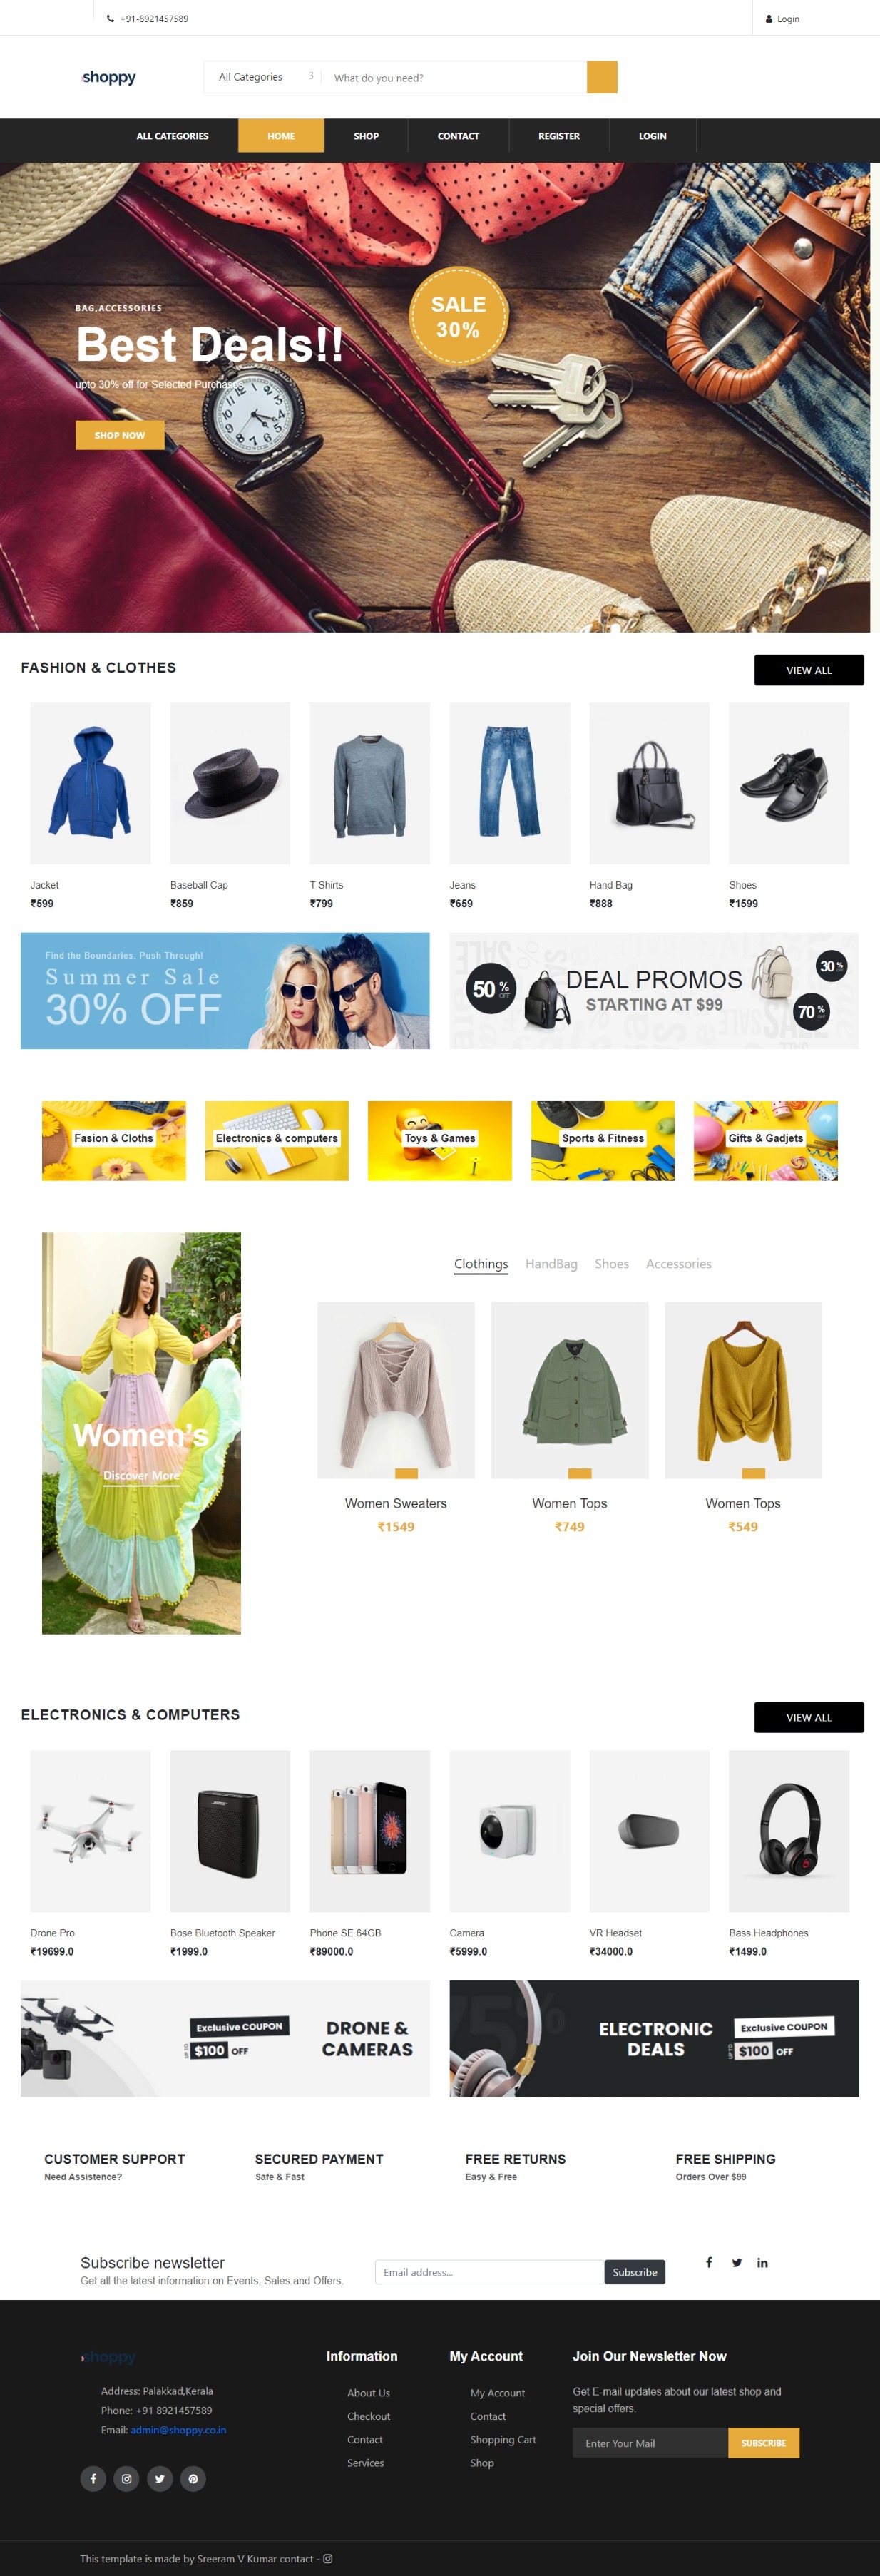 +91-8921457589
Login
shoppy
All Categories
3
What do you need?
ALL CATEGORIES
HOME
SHOP
CONTACT
REGISTER
LOGIN
BAG,ACCESSORIES
Best Deals!!
upto 30% off for Selected Purchase
SHOP NOW
SALE
30%
FASHION & CLOTHES
VIEW ALL
Jacket
₹599
Baseball Cap
₹859
T Shirts
₹799
Jeans
₹659
Hand Bag
₹888
Shoes
₹1599
Find the Boundaries. Push Through!
Summer Sale
30% OFF
50 % OFF
DEAL PROMOS
STARTING AT $99
30 %
70 %
Fasion & Cloths
Electronics & computers
Toys & Games
Sports & Fitness
Gifts & Gadjets
Women's
Discover More
Clothings
HandBag
Shoes
Accessories
Women Sweaters
₹1549
Women Tops
₹749
Women Tops
₹549
ELECTRONICS & COMPUTERS
VIEW ALL
Drone Pro
₹19699.0
Bose Bluetooth Speaker
₹1999.0
Phone SE 64GB
₹89000.0
Camera
₹5999.0
VR Headset
₹34000.0
Bass Headphones
₹1499.0
Exclusive COUPON
UP TO $100 OFF
DRONE &
CAMERAS
75%
ELECTRONIC
DEALS
Exclusive COUPON
UP TO $100 OFF
CUSTOMER SUPPORT
Need Assistence?
SECURED PAYMENT
Safe & Fast
FREE RETURNS
Easy & Free
FREE SHIPPING
Orders Over $99
Subscribe newsletter
Get all the latest information on Events, Sales and Offers.
Email address...
Subscribe
shoppy
Address: Palakkad,Kerala
Phone: +91 8921457589
Email: admin@shoppy.co.in
Information
About Us
Checkout
Contact
Services
My Account
My Account
Contact
Shopping Cart
Shop
Join Our Newsletter Now
Get E-mail updates about our latest shop and
special offers.
Enter Your Mail
SUBSCRIBE
This template is made by Sreeram V Kumar contact -